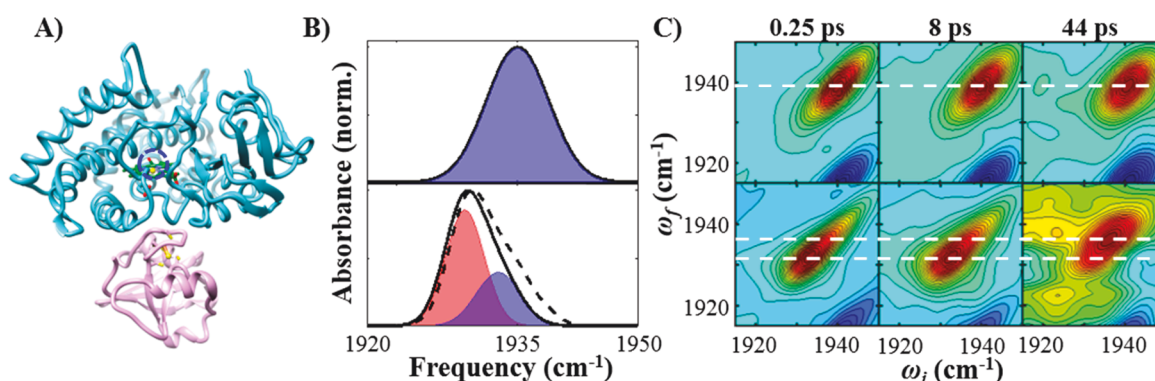 A)
B)
C)
0.25 ps 8 ps 44 ps
Absorbance (norm.)
1920 1935 1950
Frequency (cm-1)
1940
1920
1940
1920
ωf (cm-1)
1920 1940 1920 1940 1920 1940
ωi (cm-1)